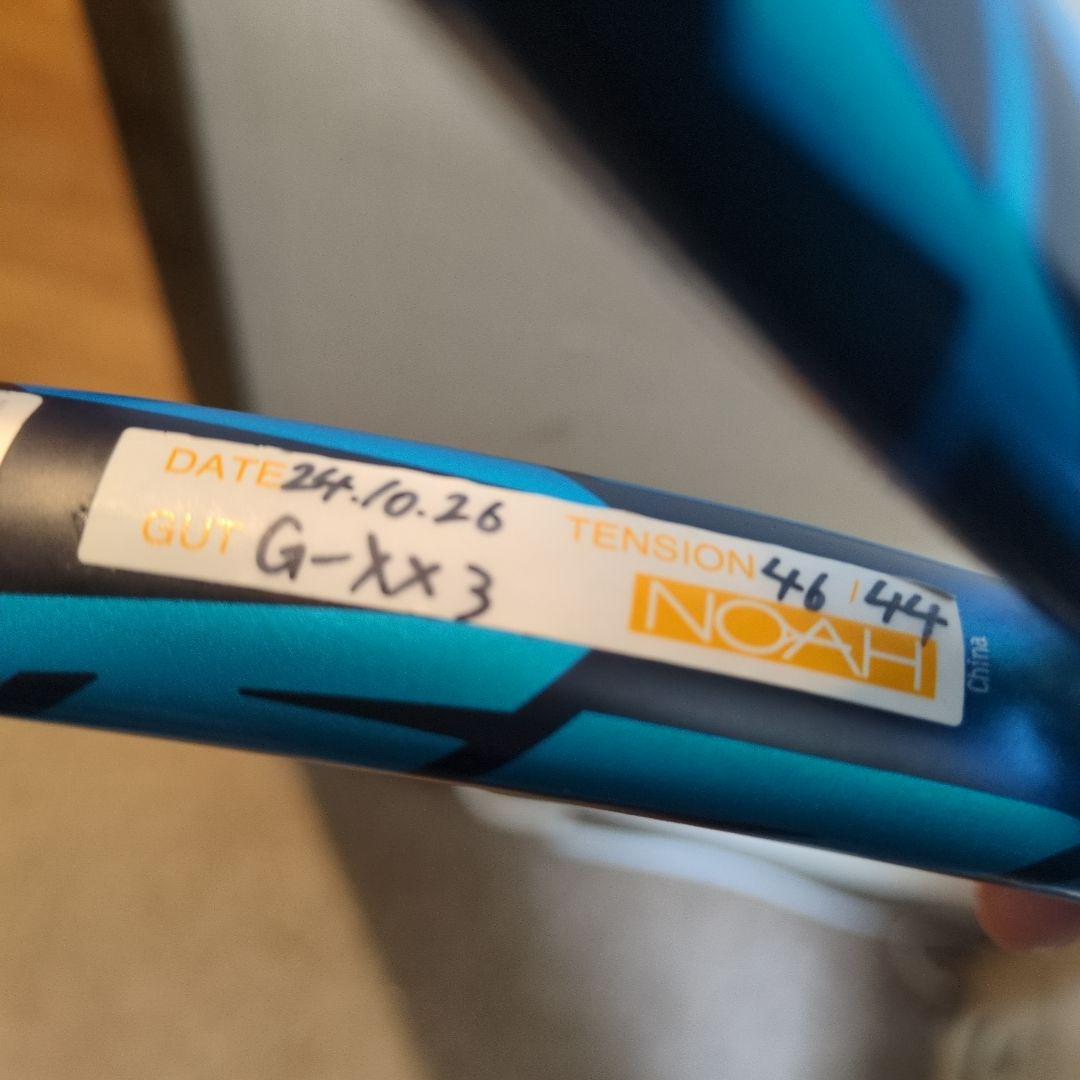 DATE 24.10.26
GUT G-XX3
TENSION 46 / 44
NOAH
China